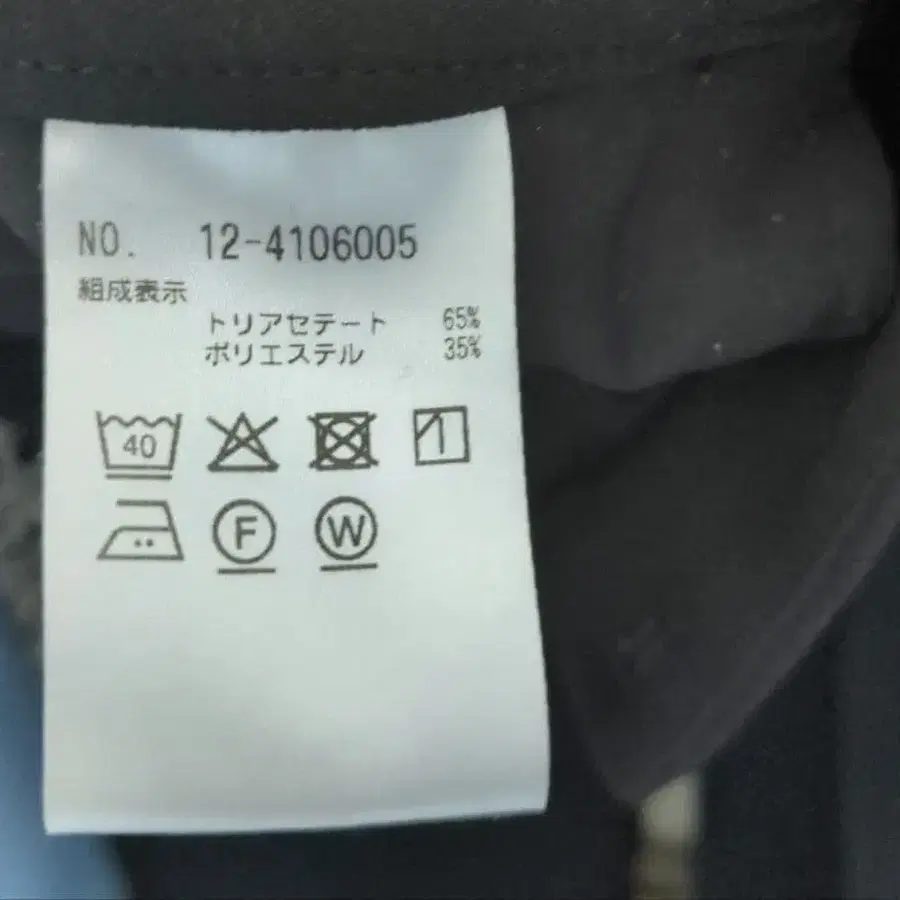 NO. 12-4106005
組成表示
トリアセテート 65%
ポリエステル 35%
40
F W